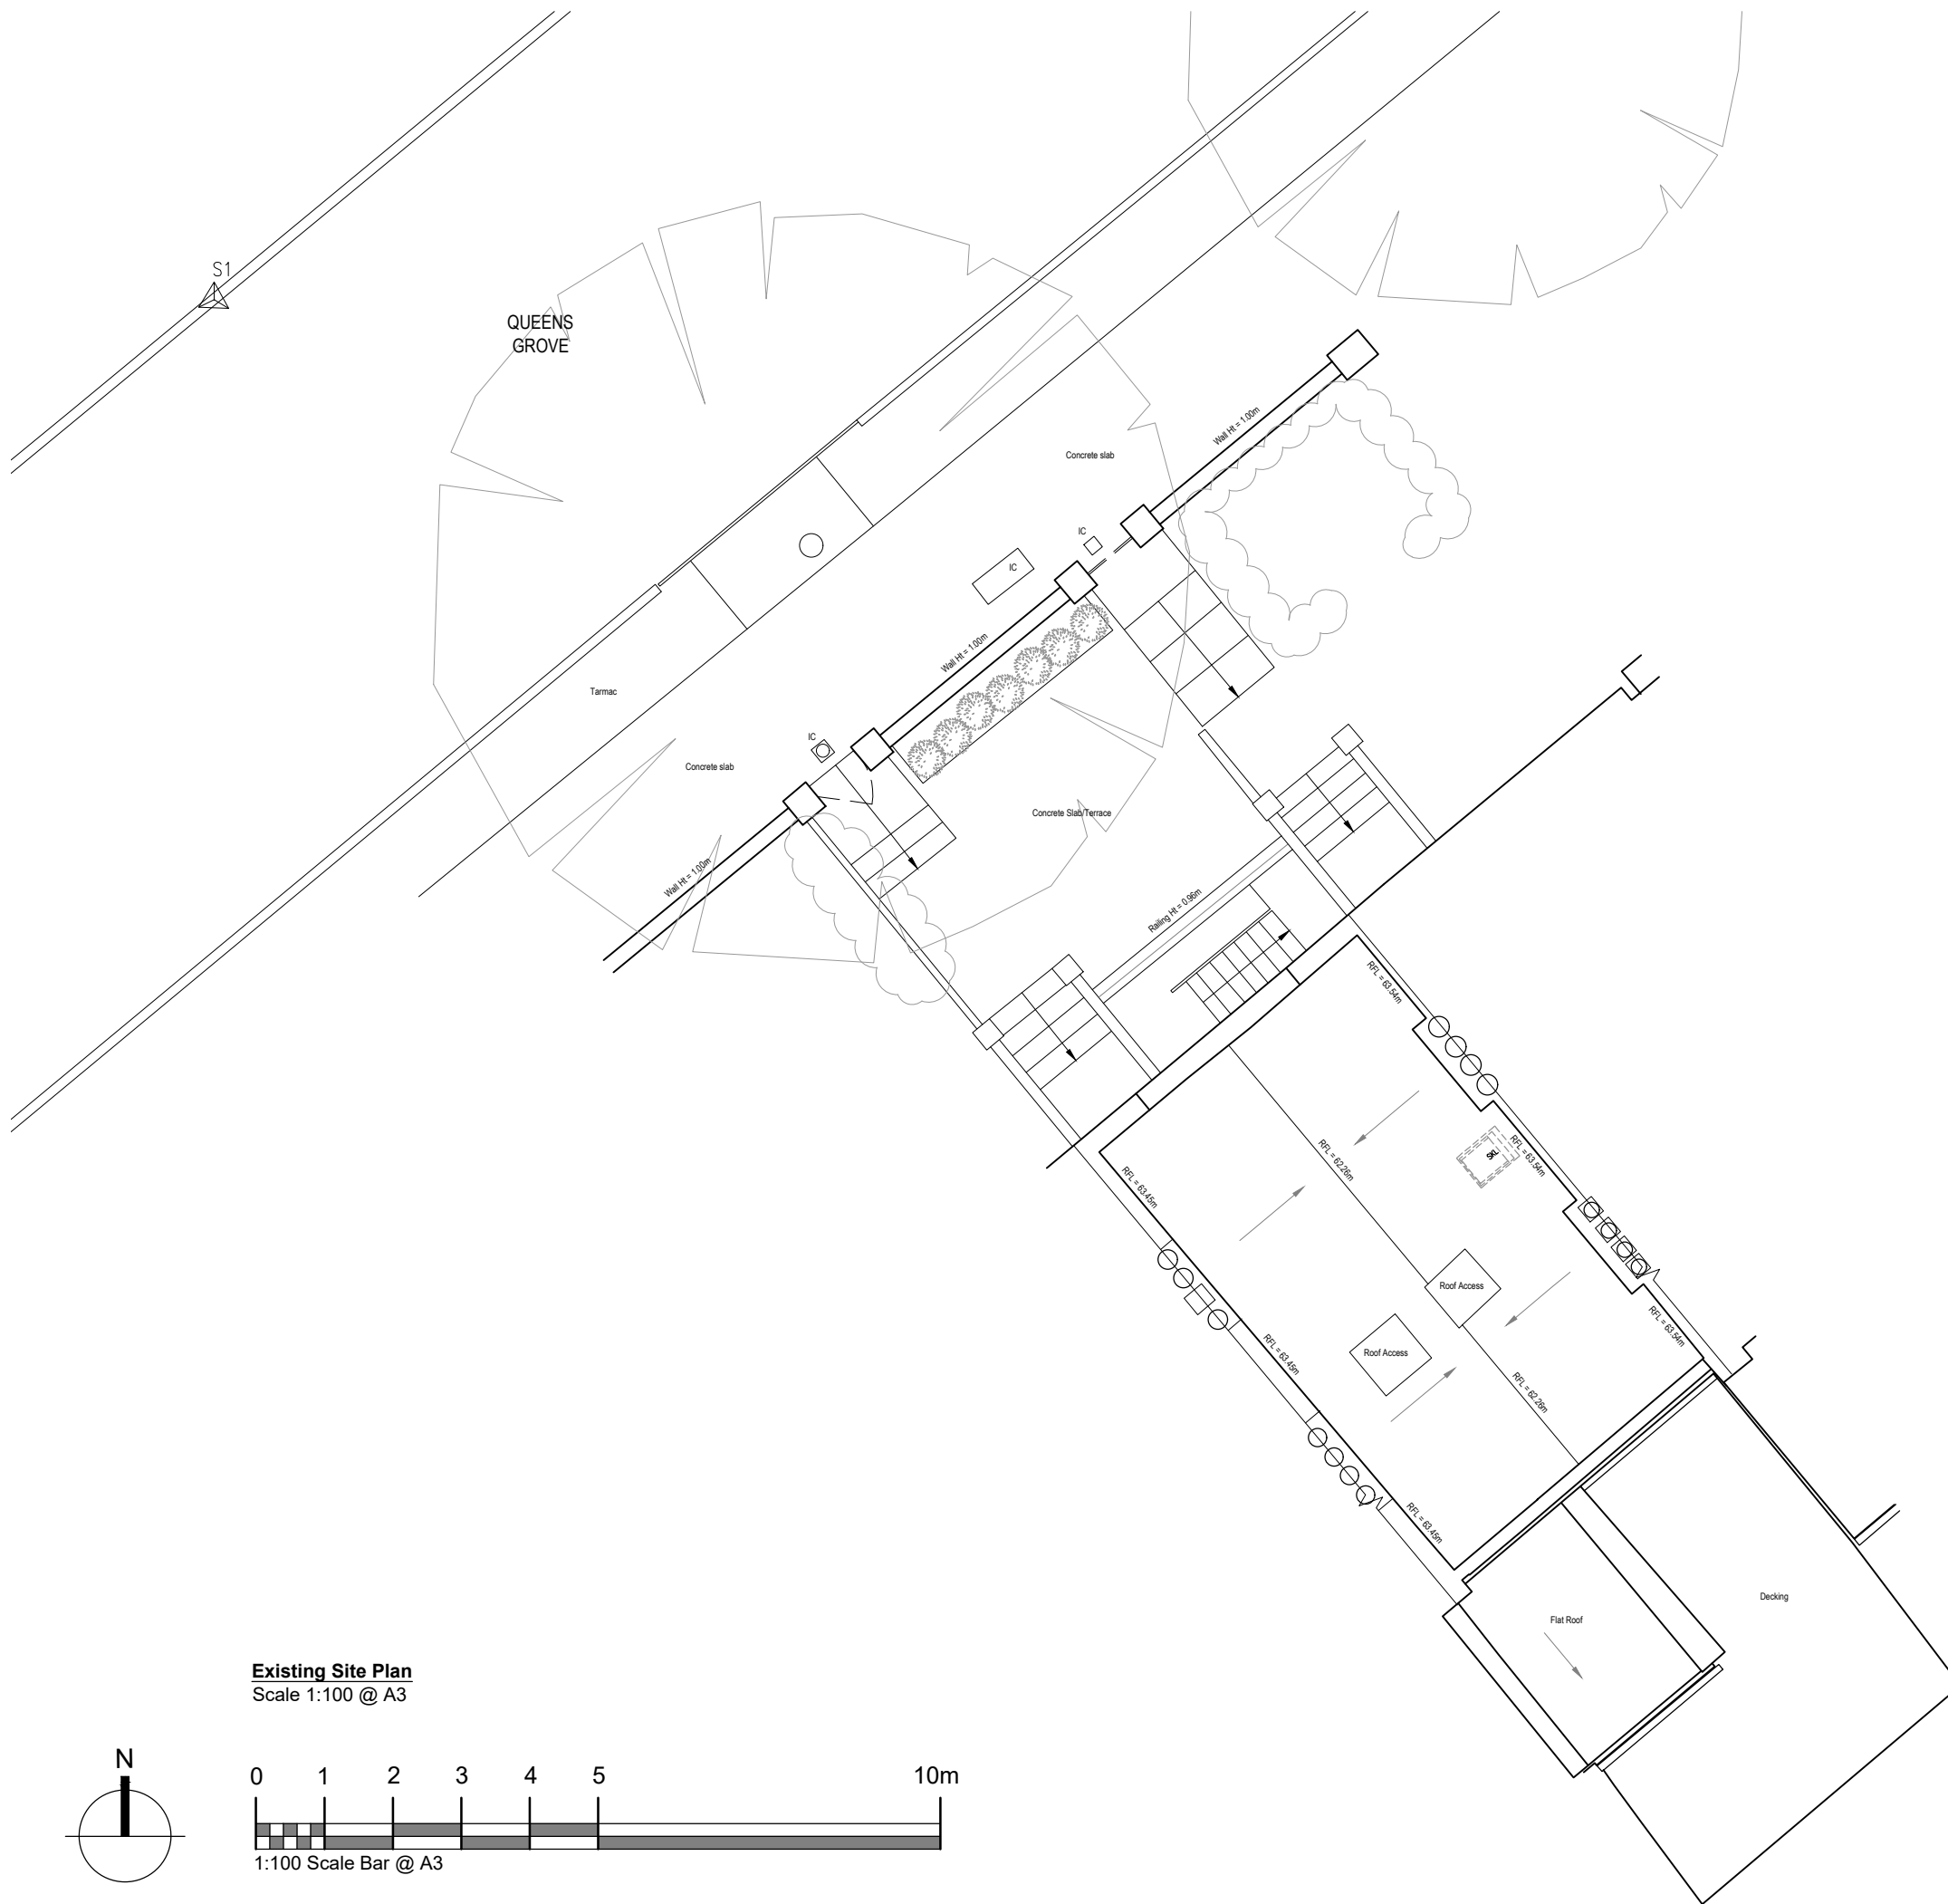 S1
QUEENS
GROVE
Wall Ht = 1.00m
Concrete slab
IC
IC
Wall Ht = 1.00m
Tarmac
IC
Concrete slab
Concrete Slab/Terrace
Wall Ht = 1.00m
Railing Ht = 0.96m
RFL = 63.54m
SKL
RFL = 63.54m
RFL = 62.26m
RFL = 63.45m
Roof Access
RFL = 63.54m
Roof Access
RFL = 63.45m
RFL = 62.26m
RFL = 63.45m
Decking
Flat Roof
Existing Site Plan
Scale 1:100 @ A3
N
0 1 2 3 4 5 10m
1:100 Scale Bar @ A3